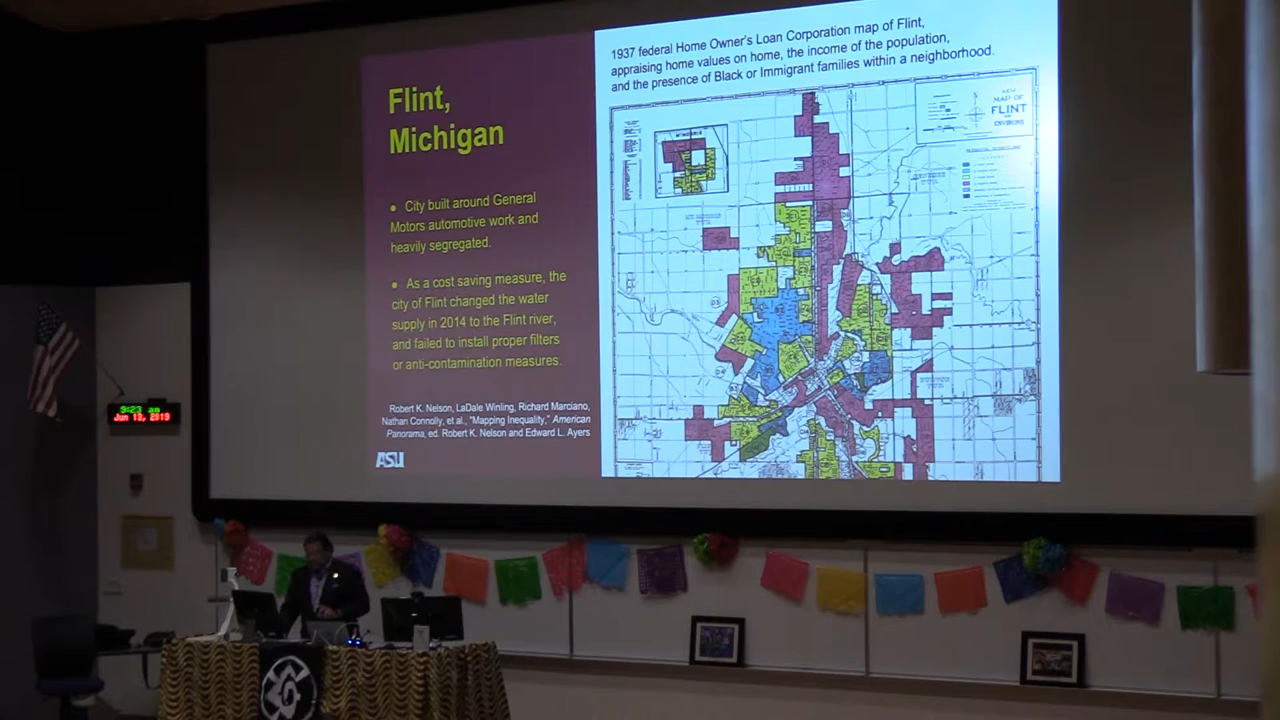 Flint,
Michigan
• City built around General
Motors automotive work and
heavily segregated.
• As a cost saving measure, the
city of Flint changed the water
supply in 2014 to the Flint river,
and failed to install proper filters
or anti-contamination measures.
Robert K. Nelson, LaDale Winling, Richard Marciano,
Nathan Connolly, et al., “Mapping Inequality,” American
Panorama, ed. Robert K. Nelson and Edward L. Ayers
ASU
1937 federal Home Owner's Loan Corporation map of Flint,
appraising home values on home, the income of the population,
and the presence of Black or Immigrant families within a neighborhood.
NEW
MAP OF
FLINT
ENVIRONS
9:23 am
Jun 13, 2019